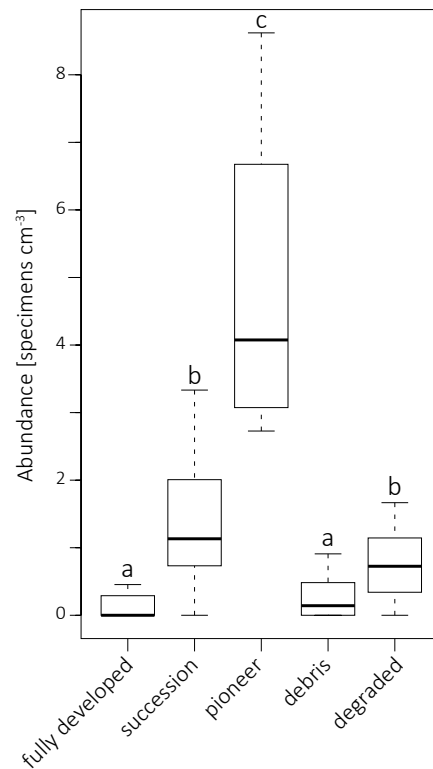 8
6
4
2
0
Abundance [specimens cm⁻³]
a
b
c
a
b
fully developed
succession
pioneer
debris
degraded